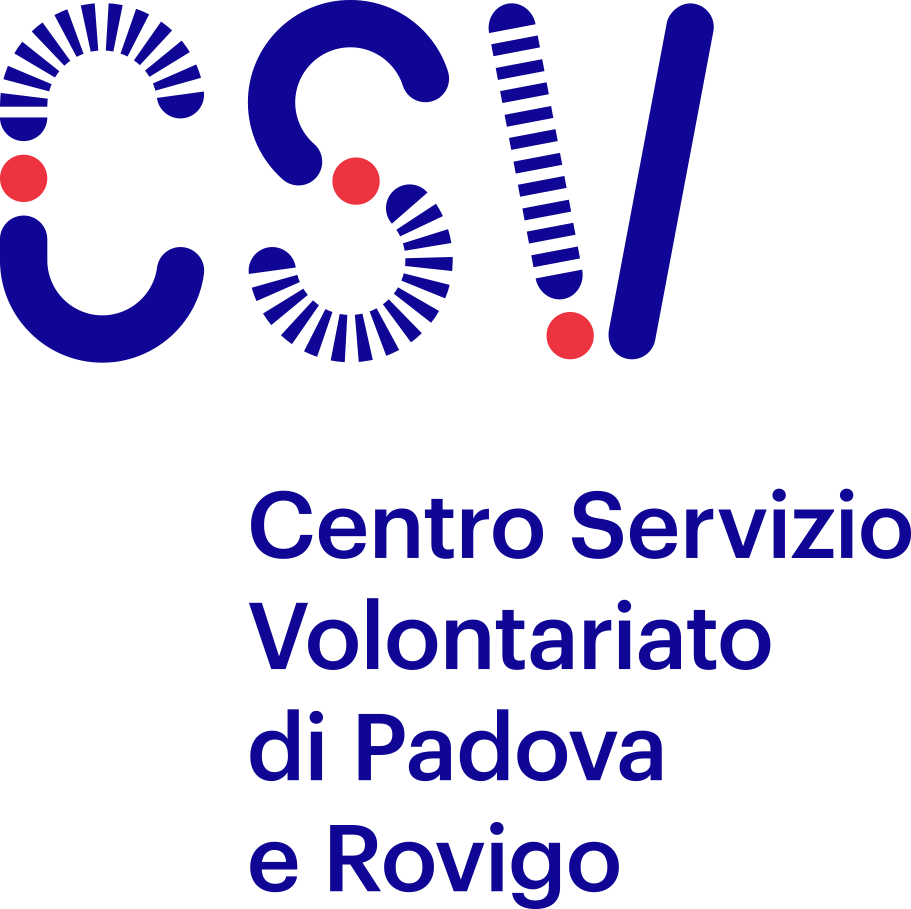 CSV
Centro Servizio
Volontariato
di Padova
e Rovigo